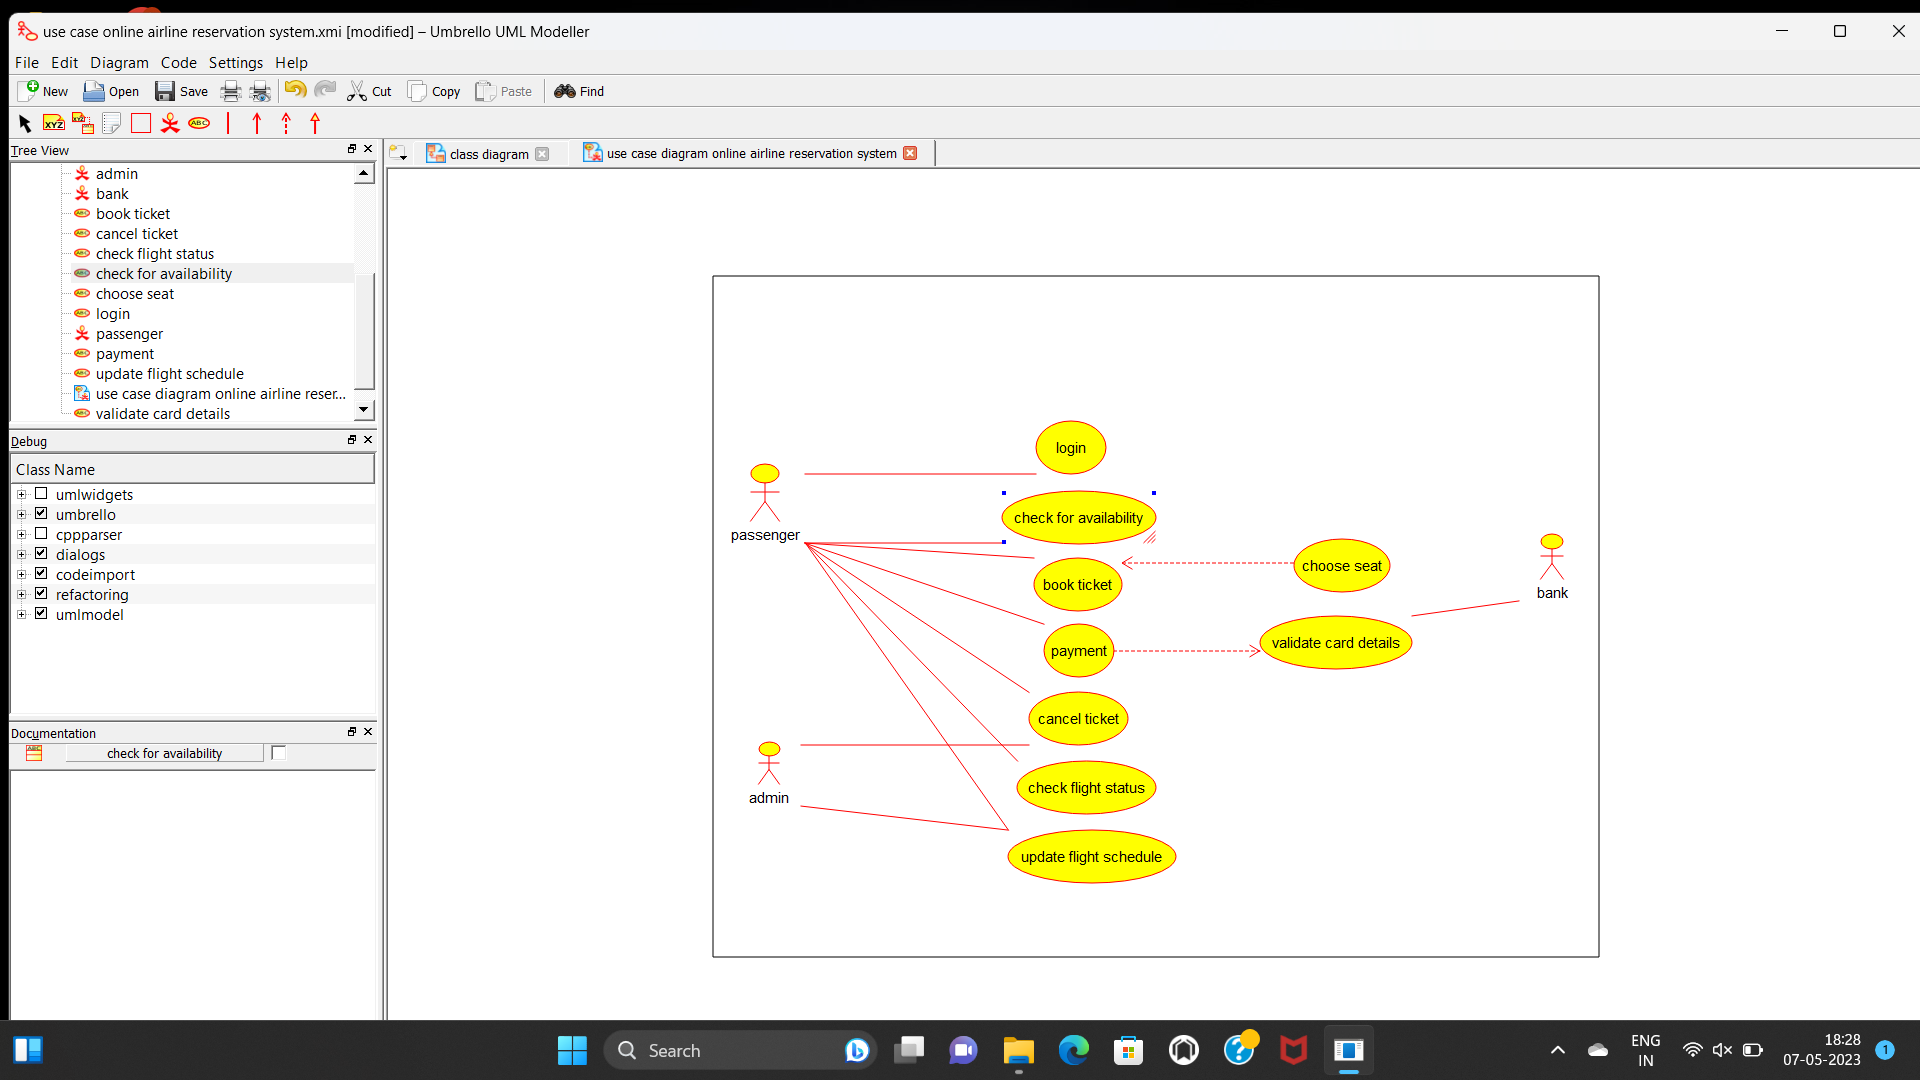 use case online airline reservation system.xmi [modified] – Umbrello UML Modeller
File Edit Diagram Code Settings Help
New Open Save Cut Copy Paste Find
XYZ XYZ ABC
Tree View
class diagram
use case diagram online airline reservation system
admin
bank
book ticket
cancel ticket
check flight status
check for availability
choose seat
login
passenger
payment
update flight schedule
use case diagram online airline reser...
validate card details
Debug
Class Name
umlwidgets
umbrello
cppparser
dialogs
codeimport
refactoring
umlmodel
Documentation
check for availability
login
passenger
check for availability
book ticket
choose seat
bank
payment
validate card details
cancel ticket
admin
check flight status
update flight schedule
Search
ENG
IN
18:28
07-05-2023
1